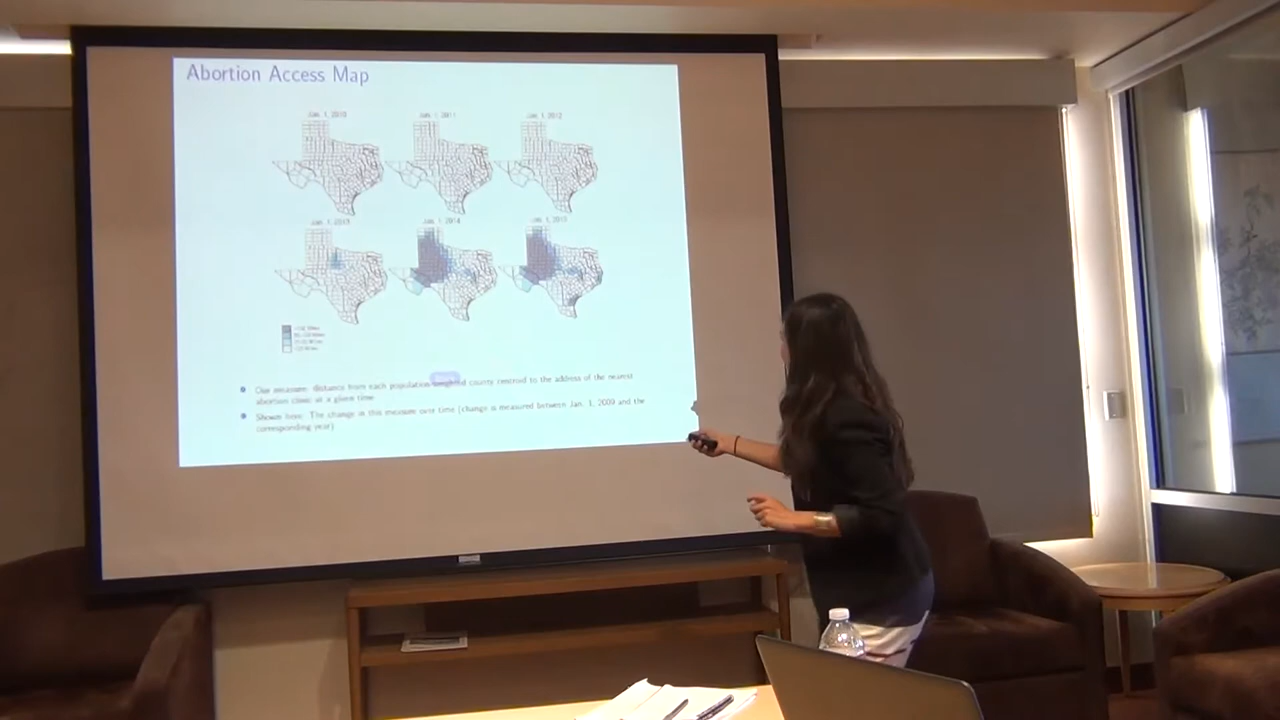 Abortion Access Map
Jan. 1, 2010 Jan. 1, 2011 Jan. 1, 2012
Jan. 1, 2013 Jan. 1, 2014 Jan. 1, 2015
Our measure: distance from each population-weighted county centroid to the address of the nearest
abortion clinic at a given time
Shown here: The change in this measure over time (change is measured between Jan. 1, 2009 and the
corresponding year)